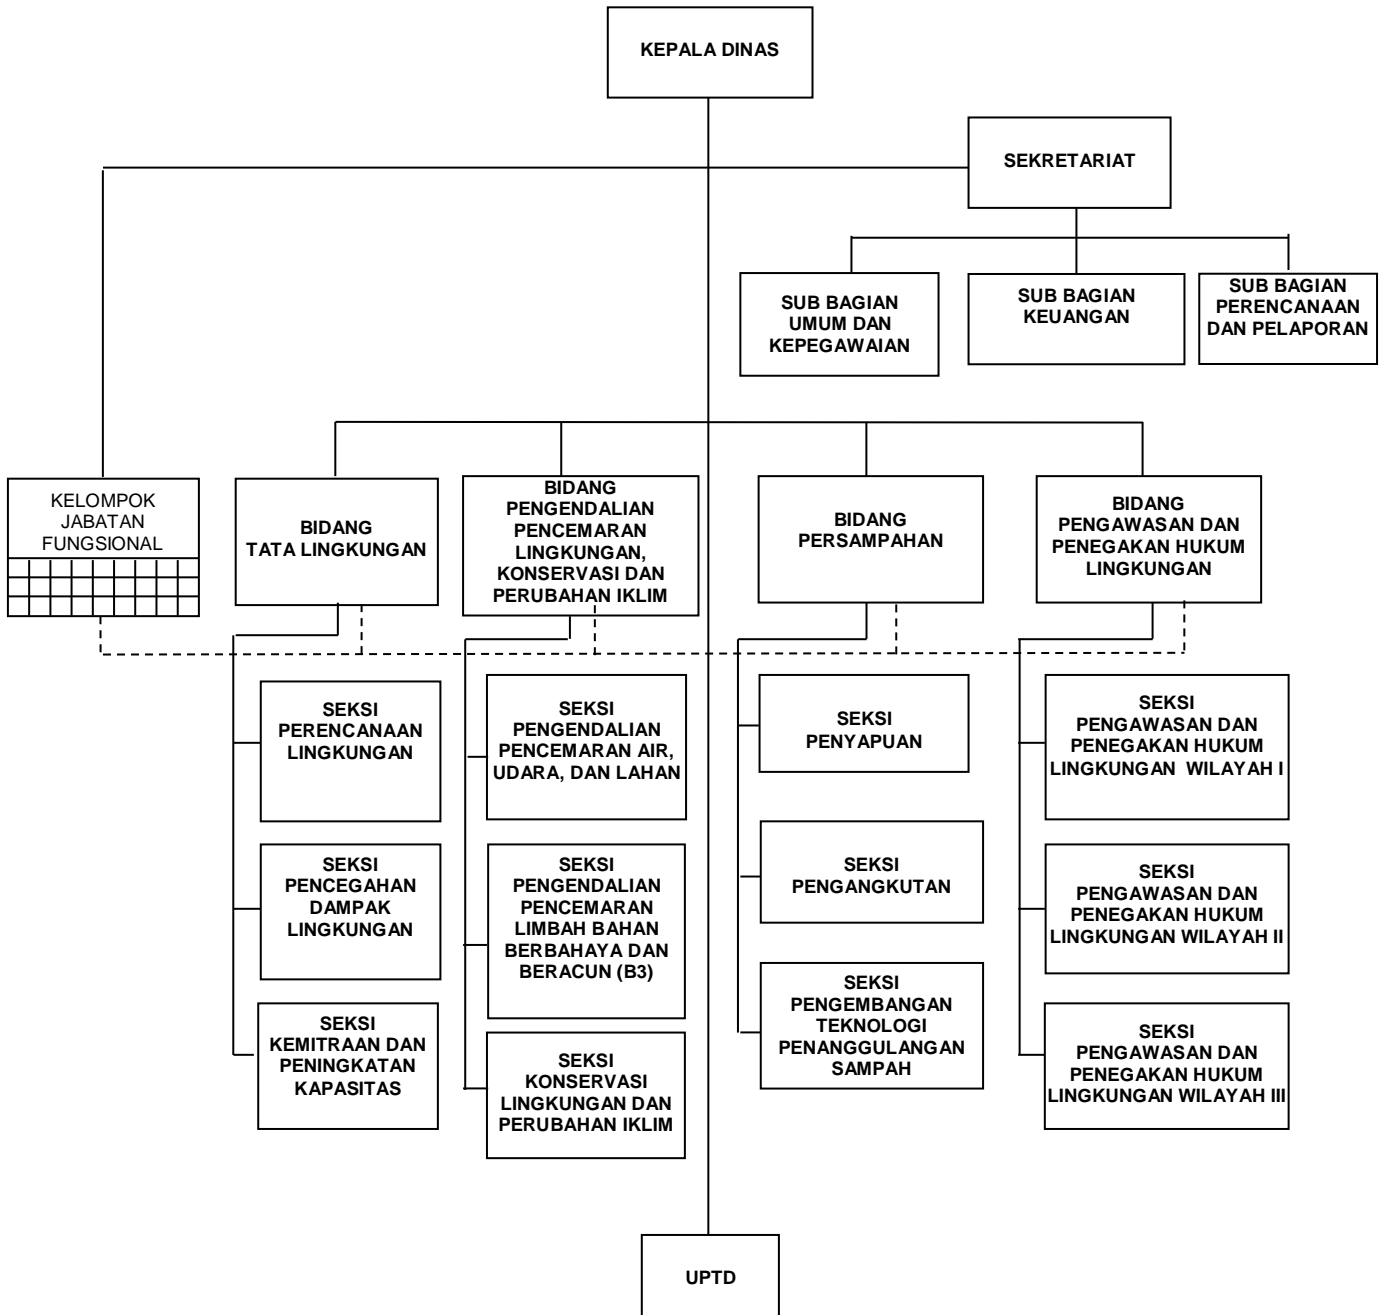 KEPALA DINAS
SEKRETARIAT
SUB BAGIAN
UMUM DAN
KEPEGAWAIAN
SUB BAGIAN
KEUANGAN
SUB BAGIAN
PERENCANAAN
DAN PELAPORAN
KELOMPOK
JABATAN
FUNGSIONAL
BIDANG
TATA LINGKUNGAN
BIDANG
PENGENDALIAN
PENCEMARAN
LINGKUNGAN,
KONSERVASI DAN
PERUBAHAN IKLIM
BIDANG
PERSAMPAHAN
BIDANG
PENGAWASAN DAN
PENEGAKAN HUKUM
LINGKUNGAN
SEKSI
PERENCANAAN
LINGKUNGAN
SEKSI
PENGENDALIAN
PENCEMARAN AIR,
UDARA, DAN LAHAN
SEKSI
PENYAPUAN
SEKSI
PENGAWASAN DAN
PENEGAKAN HUKUM
LINGKUNGAN WILAYAH I
SEKSI
PENCEGAHAN
DAMPAK
LINGKUNGAN
SEKSI
PENGENDALIAN
PENCEMARAN
LIMBAH BAHAN
BERBAHAYA DAN
BERACUN (B3)
SEKSI
PENGANGKUTAN
SEKSI
PENGAWASAN DAN
PENEGAKAN HUKUM
LINGKUNGAN WILAYAH II
SEKSI
KEMITRAAN DAN
PENINGKATAN
KAPASITAS
SEKSI
KONSERVASI
LINGKUNGAN DAN
PERUBAHAN IKLIM
SEKSI
PENGEMBANGAN
TEKNOLOGI
PENANGGULANGAN
SAMPAH
SEKSI
PENGAWASAN DAN
PENEGAKAN HUKUM
LINGKUNGAN WILAYAH III
UPTD